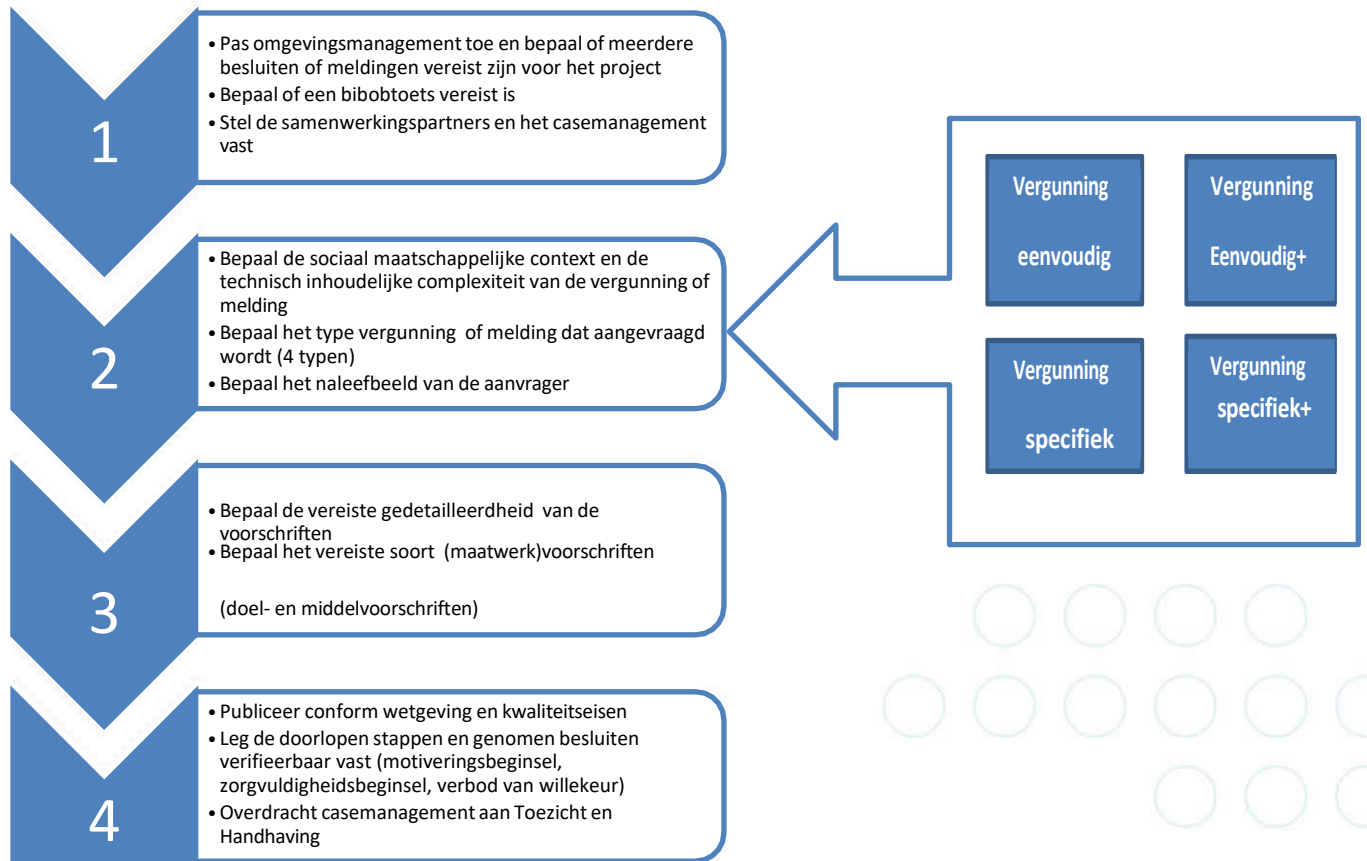 1
• Pas omgevingsmanagement toe en bepaal of meerdere
besluiten of meldingen vereist zijn voor het project
• Bepaal of een bibobtoets vereist is
• Stel de samenwerkingspartners en het casemanagement
vast
2
• Bepaal de sociaal maatschappelijke context en de
technisch inhoudelijke complexiteit van de vergunning of
melding
• Bepaal het type vergunning of melding dat aangevraagd
wordt (4 typen)
• Bepaal het naleefbeeld van de aanvrager
Vergunning
eenvoudig
Vergunning
Eenvoudig+
Vergunning
specifiek
Vergunning
specifiek+
3
• Bepaal de vereiste gedetailleerdheid van de
voorschriften
• Bepaal het vereiste soort (maatwerk)voorschriften
(doel- en middelvoorschriften)
4
• Publiceer conform wetgeving en kwaliteitseisen
• Leg de doorlopen stappen en genomen besluiten
verifieerbaar vast (motiveringsbeginsel,
zorgvuldigheidsbeginsel, verbod van willekeur)
• Overdracht casemanagement aan Toezicht en
Handhaving